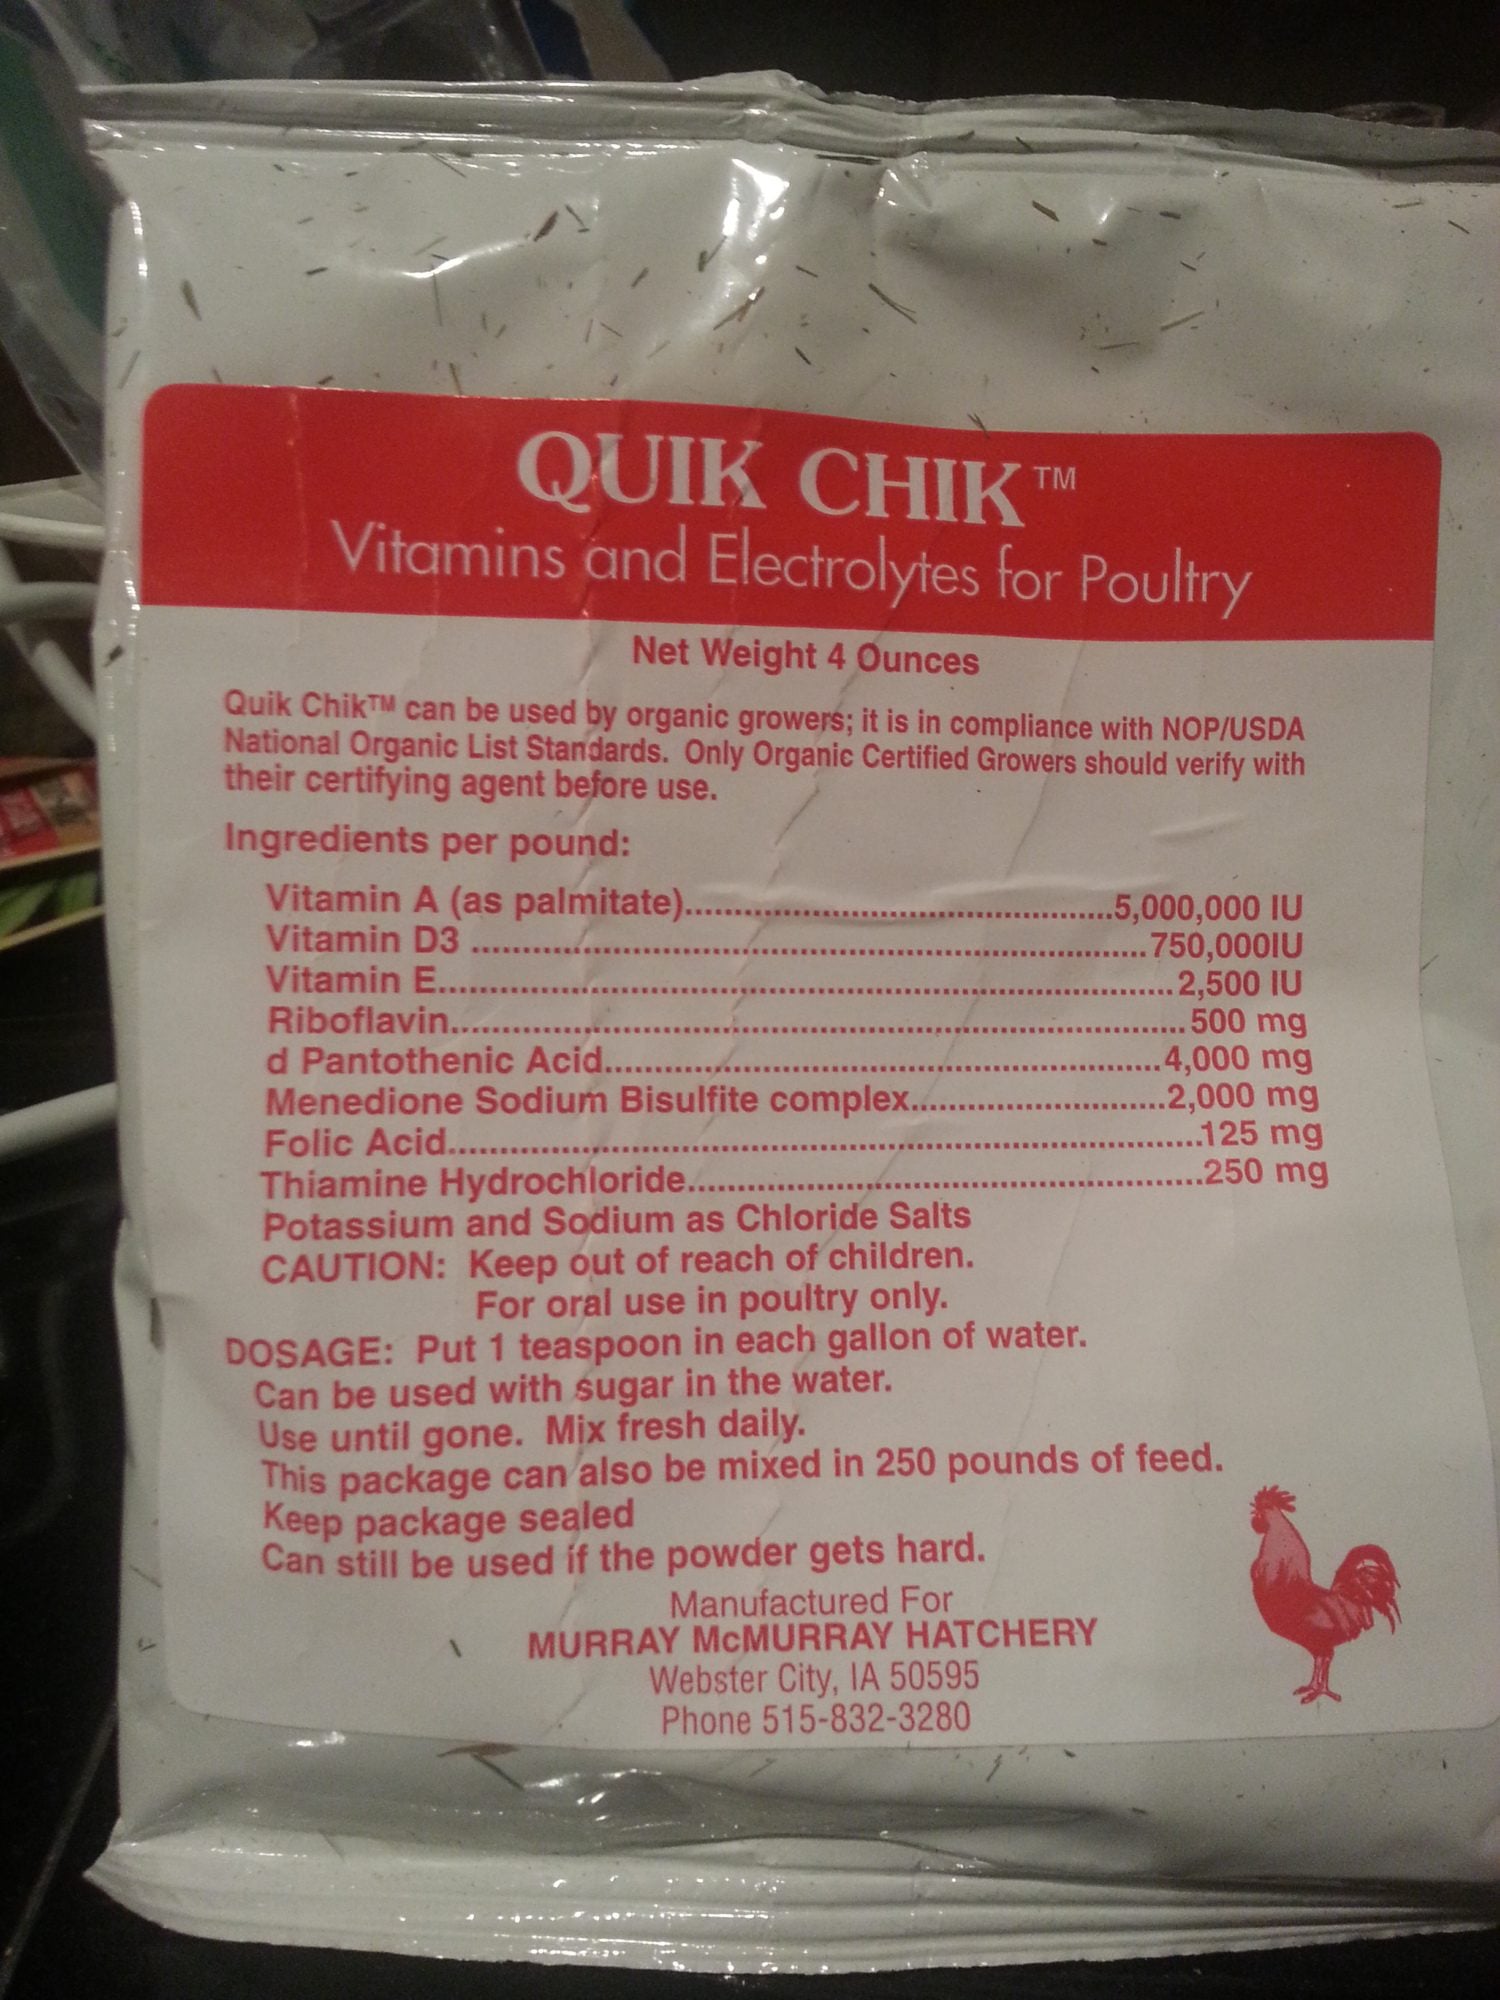 QUIK CHIK™
Vitamins and Electrolytes for Poultry
Net Weight 4 Ounces
Quik Chik™ can be used by organic growers; it is in compliance with NOP/USDA
National Organic List Standards. Only Organic Certified Growers should verify with
their certifying agent before use.
Ingredients per pound:
Vitamin A (as palmitate)..........................................5,000,000 IU
Vitamin D3 ....................................................................750,000IU
Vitamin E.........................................................................2,500 IU
Riboflavin.........................................................................500 mg
d Pantothenic Acid.......................................................4,000 mg
Menedione Sodium Bisulfite complex.........................2,000 mg
Folic Acid..........................................................................125 mg
Thiamine Hydrochloride...................................................250 mg
Potassium and Sodium as Chloride Salts
CAUTION: Keep out of reach of children.
For oral use in poultry only.
DOSAGE: Put 1 teaspoon in each gallon of water.
Can be used with sugar in the water.
Use until gone. Mix fresh daily.
This package can also be mixed in 250 pounds of feed.
Keep package sealed
Can still be used if the powder gets hard.
Manufactured For
MURRAY McMURRAY HATCHERY
Webster City, IA 50595
Phone 515-832-3280